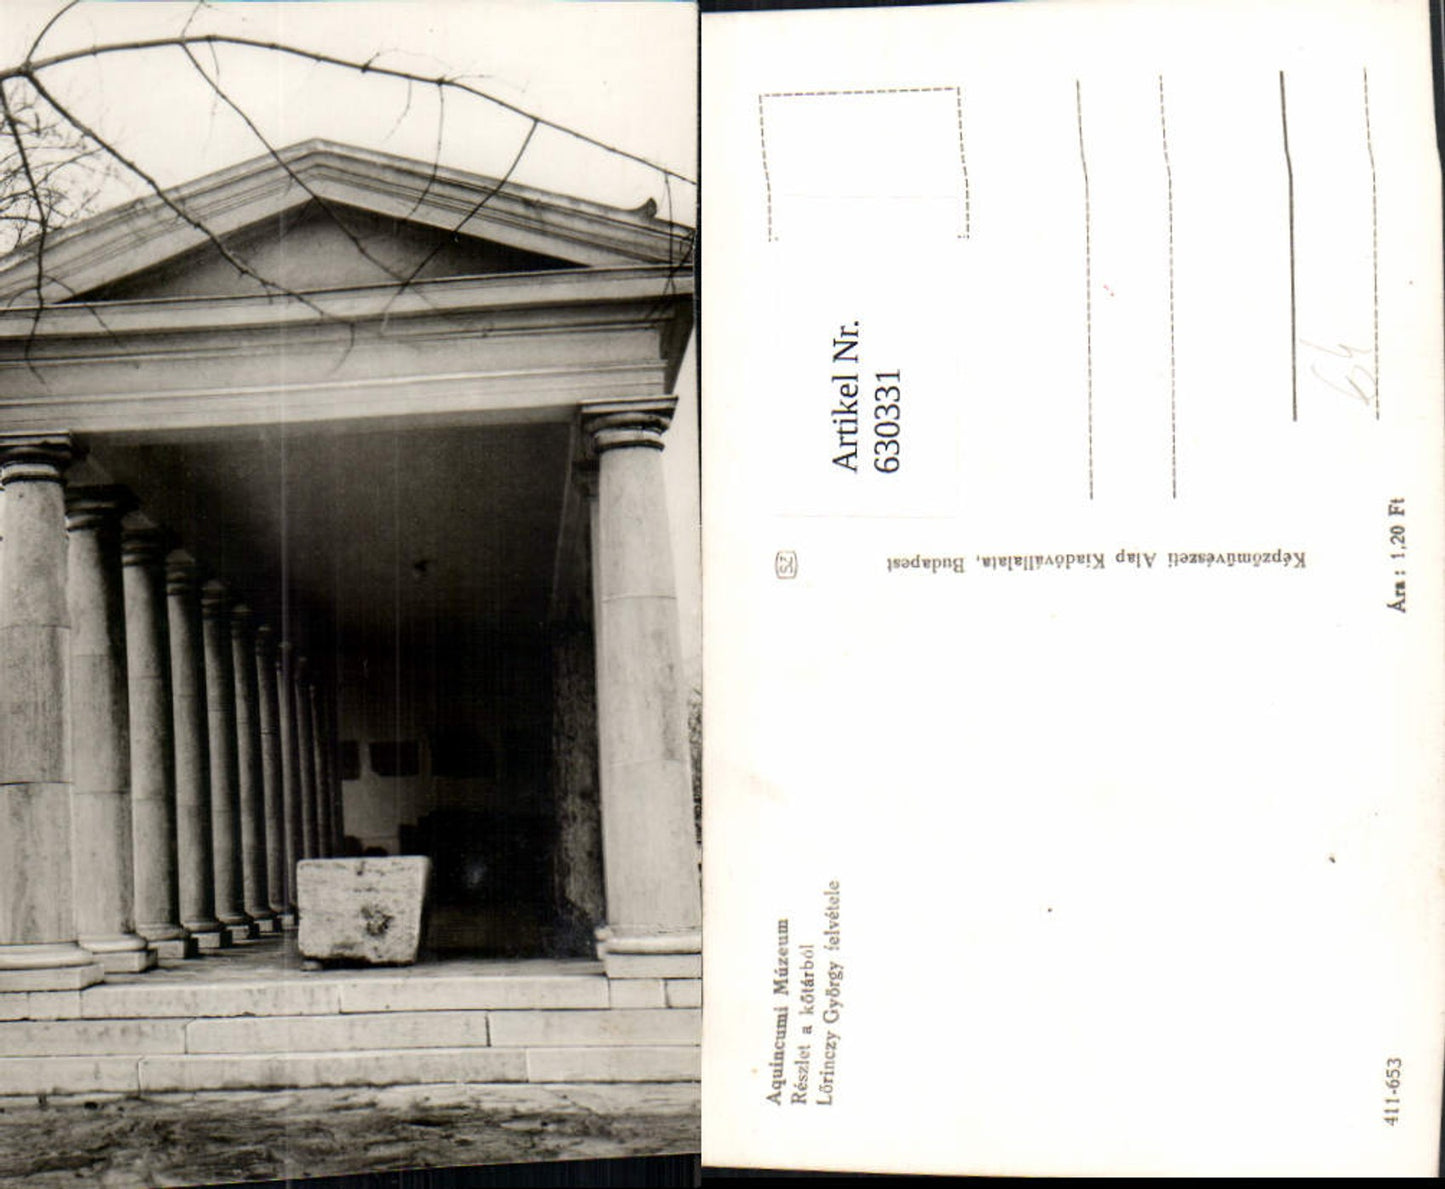 Aquincumi Múzeum
Részlet a kőtárból
Lőrinczy György felvétele
SZ
Képzőművészeti Alap Kiadóvállalata, Budapest
Artikel Nr.
630331
Ára: 1,20 Ft
411-653